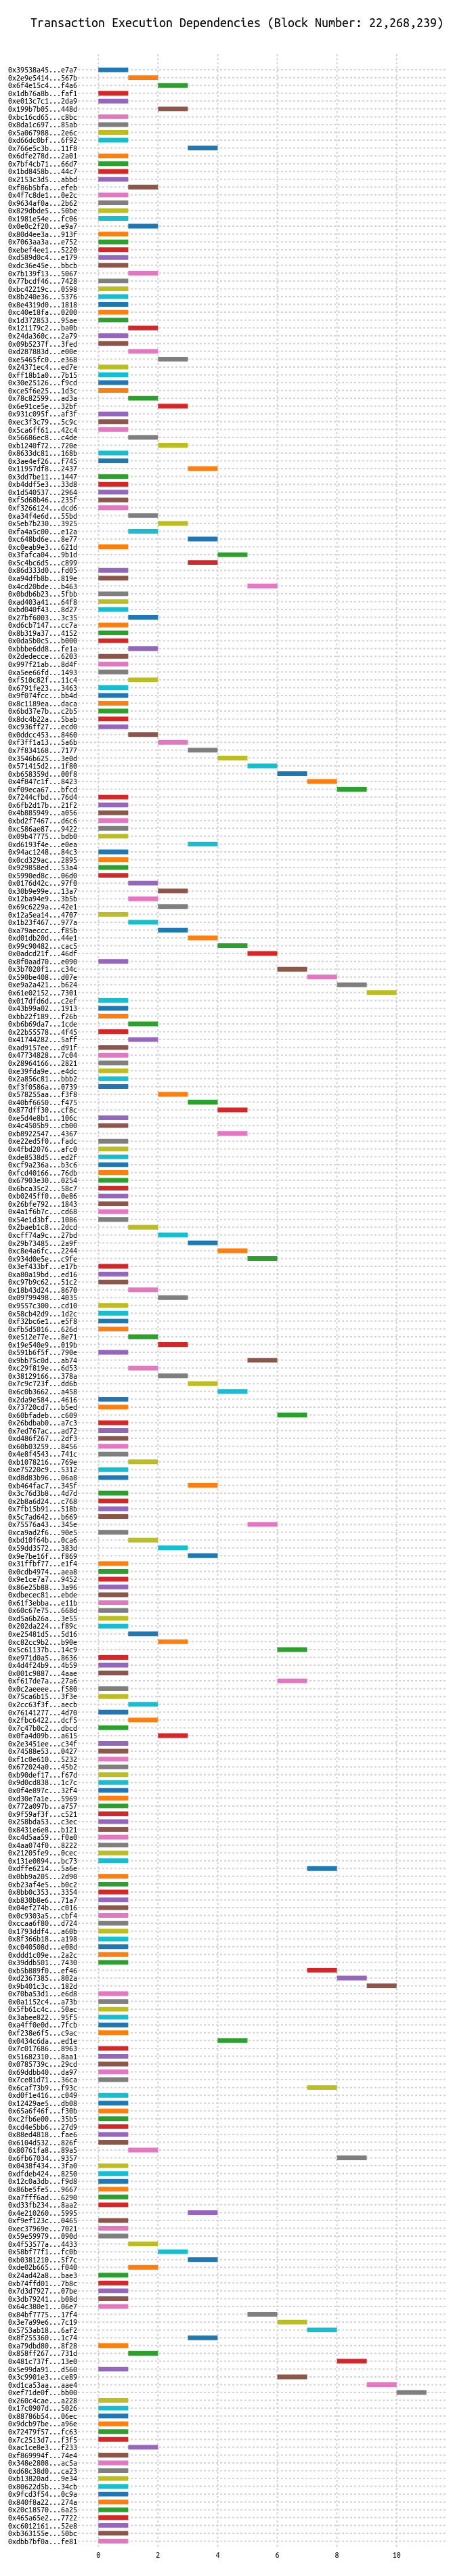 Transaction Execution Dependencies (Block Number: 22,268,239)
0x39538a45...e7a7
0x2e9e5414...567b
0x6f4e15c4...f4a6
0x1db76a8b...faf1
0xe013c7c1...2da9
0x199b7b05...448d
0xbc16cd65...c8bc
0x8da1c697...85ab
0x5a067988...2e6c
0xd66dc0bf...6f92
0x766e5c3b...11f8
0x6dfe278d...2a01
0x7bf4cb71...66d7
0x1bd8458b...44c7
0x2153c3d5...abbd
0xf86b5bfa...efeb
0x4f7c8de1...0e2c
0x9634af0a...2b62
0x829dbde5...50be
0x1981e54e...fc06
0x0e0c2f20...e9a7
0x80d4ee3a...913f
0x7063aa3a...e752
0xebef4ee1...5220
0xd589d0c4...e179
0xdc36e45e...bbcb
0x7b139f13...5067
0x77bcdf46...7428
0xbc42219c...0598
0x8b240e36...5376
0x8e4319d0...1818
0xc40e18fa...0200
0x1d372853...95ae
0x121179c2...ba0b
0x24da360c...2a79
0x09b5237f...3fed
0xd287883d...e00e
0xe5465fc0...e368
0x24371ec4...ed7e
0xff18b1a0...7b15
0x30e25126...f9cd
0xce5f6e25...1d3c
0x78c82599...ad3a
0x6e91ce5e...32bf
0x931c095f...af3f
0xec3f3c79...5c9c
0x5ca6ff61...42c4
0x56686ec8...c4de
0xb1240f72...720e
0x8633dc81...168b
0x3ae4ef26...f745
0x11957df8...2437
0x3dd7be11...1447
0xb4ddf5e3...33d8
0x1d540537...2964
0xf5d68b46...235f
0xf3266124...dcd6
0xa34f4e6d...55bd
0x5eb7b230...3925
0xfa4a5c00...e12a
0xc648bd6e...8e77
0xc0eab9e3...621d
0x3fafca04...9b1d
0x5c4bc6d5...c899
0x86d333d0...fd05
0xa94dfb8b...819e
0x4cd20bde...b463
0x0bdb6b23...5fbb
0xad403a41...64f8
0xbd040f43...8d27
0x27bf6003...3c35
0xd6cb7147...cc7a
0x8b319a37...4152
0x0da5b0c5...b000
0xbbbe6dd8...fe1a
0x2dedecce...6203
0x997f21ab...8d4f
0xa5ee66fd...1493
0xf510c82f...11c4
0x6791fe23...3463
0x9f074fcc...bb4d
0x8c1189ea...daca
0x6bd37e7b...c2b5
0x8dc4b22a...5bab
0xc936ff27...ecd0
0x0ddcc453...8460
0xf3ff1a13...5a6b
0x7f834168...7177
0x3546b625...3e0d
0x571415d2...1f80
0xb658359d...00f8
0x4f847c1f...8423
0xf09eca67...bfcd
0x7244cfbd...76d4
0x6fb2d17b...21f2
0x4b885949...a056
0xbd2f7467...d6c6
0xc586ae87...9422
0x09b47775...bdb0
0xd6193f4e...e0ea
0x94ac1248...84c3
0x0cd329ac...2895
0x929858ed...53a4
0x5990ed8c...06d0
0x0176d42c...97f0
0x30b9e99e...13a7
0x12ba94e9...3b5b
0x69c6229a...42e1
0x12a5ea14...4707
0x1b23f467...977a
0xa79aeccc...f85b
0xd01db20d...44e1
0x99c90482...cac5
0x0adcd21f...46df
0x8f0aad70...e090
0x3b7020f1...c34c
0x590be408...d07e
0xe9a2a421...b624
0x61e02152...7301
0x017dfd6d...c2ef
0x43b99a02...1913
0xbb22f189...f26b
0xb6b69da7...1cde
0x22b55578...4f45
0x41744282...5aff
0xad9157ee...d91f
0x47734828...7c04
0x28964166...2821
0xe39fda9e...e4dc
0x2a856c81...bbb2
0xf3f0586a...0739
0x578255aa...f3f8
0x40bf6650...f475
0x877dff30...cf8c
0xe5d4e8b1...106c
0x4c4505b9...cb00
0xb8922547...4367
0xe22ed5f0...fadc
0x4fbd2076...afc0
0xde8538d5...ed2f
0xcf9a236a...b3c6
0xfcd40166...76db
0x67903e30...0254
0x6bca35c2...58c7
0xb0245ff0...0e86
0x26bfe792...1843
0x4a1f6b7c...cd68
0x54e1d3bf...1086
0x2baeb1c8...2dcd
0xcff74a9c...27bd
0x29b73485...2a9f
0xc8e4a6fc...2244
0x934d0e5e...c9fe
0x3ef433bf...e17b
0xa80a19bd...ed16
0xc97b9c62...51c2
0x18b43d24...8670
0x09799498...4035
0x9557c300...cd10
0x58cb42d9...1d2c
0xf32bc6e1...e5f8
0xfb5d5016...626d
0xe512e77e...8e71
0x19e540e9...019b
0x591b6f5f...790e
0x9bb75c0d...ab74
0xc29f819e...6d53
0x38129166...378a
0x7c9c723f...dd6b
0x6c0b3662...a458
0x2da9e584...4616
0x73720cd7...b5ed
0x60bfadeb...c609
0x26bdbab0...a7c3
0x7ed767ac...ad72
0xd486f267...2df3
0x60b03259...8456
0x4e8f4543...741c
0xb1078216...769e
0xe75220c9...5312
0xd8d83b96...06a8
0xb464fac7...345f
0x3c76d3b8...4d7d
0x2b8a6d24...c768
0x7fb15b91...518b
0x5c7ad642...b669
0x75576a43...345e
0xca9ad2f6...90e5
0xbd10f64b...0ca6
0x59dd3572...383d
0x9e7be16f...f869
0x31ffbf77...e1f4
0x0cdb4974...aea8
0x9e1ce7a7...9452
0x86e25b88...3a96
0xdbecec81...ebde
0x61f3ebba...e11b
0x60c67e75...668d
0xd5a6b26a...3e55
0x202da224...f89c
0xe25481d5...5d16
0xc82cc9b2...b90e
0x5c61137b...14c9
0xe971d0a5...8636
0x4d4f24b9...4b59
0x001c9887...4aae
0xf617de7a...27a6
0x0c2aeeee...f580
0x75ca6b15...3f3e
0x2cc63f3f...aecb
0x76141277...4d70
0x2fbc6422...dcf5
0x7c47b0c2...dbcd
0x0fa4d09b...a615
0x2e3451ee...c34f
0x74588e53...0427
0xf1c0e610...5232
0x672024a0...45b2
0xb90def17...f67d
0x9d0cd838...1c7c
0x0f4e897c...32f4
0xd30e7a1e...5969
0x772a097b...a757
0x9f59af3f...c521
0x258bda53...c3ec
0x8431e6e8...b121
0xc4d5aa59...f0a0
0x4aa074f0...8222
0x21205fe9...0cec
0x131e0894...bc73
0xdffe6214...5a6e
0x0bb9a205...2d90
0xb23af4e5...b0c2
0x8bb0c353...3354
0xb830b8e6...71a7
0x04ef274b...c016
0x0c9303a5...cbf4
0xccaa6f80...d724
0x1793ddf4...a60b
0x8f366b18...a198
0xc040508d...e08d
0xddd1c09e...2a2c
0x39ddb501...7430
0xb5b889f0...ef46
0xd2367385...802a
0x9b401c3c...182d
0x70ba53d1...e6d8
0x0a1152c4...a73b
0x5fb61c4c...50ac
0x3abee822...95f5
0xa4ff0e0d...7fcb
0xf238e6f5...c9ac
0x0434c6da...ed1e
0x7c017686...8963
0x51682310...8aa1
0x0785739c...29cd
0x69ddbb40...da97
0x7ce81d71...36ca
0x6caf73b9...f93c
0xd0f1e416...c049
0x12429ae5...db08
0x65a6f46f...f30b
0xc2fb6e00...35b5
0xcd4e5bb6...27d9
0x88ed4818...fae6
0x6104d532...826f
0x80761fa8...89a5
0x6fb67034...9357
0x0438f434...3fa0
0xdfdeb424...8250
0x12c0a3db...f9d8
0x86be5fe5...9667
0xa7fff6ad...6290
0xd33fb234...8aa2
0x4e210260...5995
0xf9ef123c...0465
0xec37969e...7021
0x59e59979...090d
0x4f53577a...4433
0x58bf77f1...fc0b
0xb0381210...5f7c
0xde02b665...f040
0x24ad42a8...bae3
0xb74ffd01...7b8c
0x7d3d7927...07be
0x3db79241...b08d
0x64c380e1...06e7
0x84bf7775...17f4
0x3e7a99e6...7c19
0x5753ab18...6af2
0x8f255360...1c74
0xa79dbd80...8f28
0x858ff267...731d
0x481c737f...13e0
0x5e99da91...d560
0x3c9901e3...ce89
0xd1ca53aa...aae4
0xef71de0f...bb00
0x260c4cae...a228
0x17c0907d...5026
0x88786b54...06ec
0x9dcb97be...a96e
0x72479f57...fc63
0x7c2513d7...f3f5
0xac1ce8e3...f233
0xf869994f...74e4
0x348e2808...ac5a
0xd68c38d0...ca23
0xb13820ad...9e34
0x80622d5b...34cb
0x9fcd3f54...0c9a
0x840f8a22...274a
0x20c18570...6a25
0x465a65e2...7722
0xc6012161...52e8
0xb363155e...50bc
0xdbb7bf0a...fe81
0 2 4 6 8 10